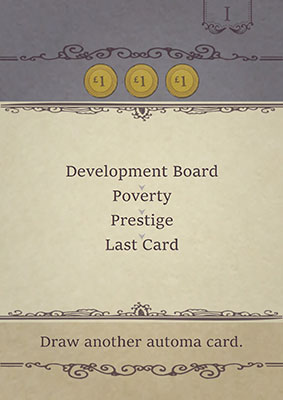 I
£1 £1 £1
Development Board
Poverty
Prestige
Last Card
Draw another automa card.